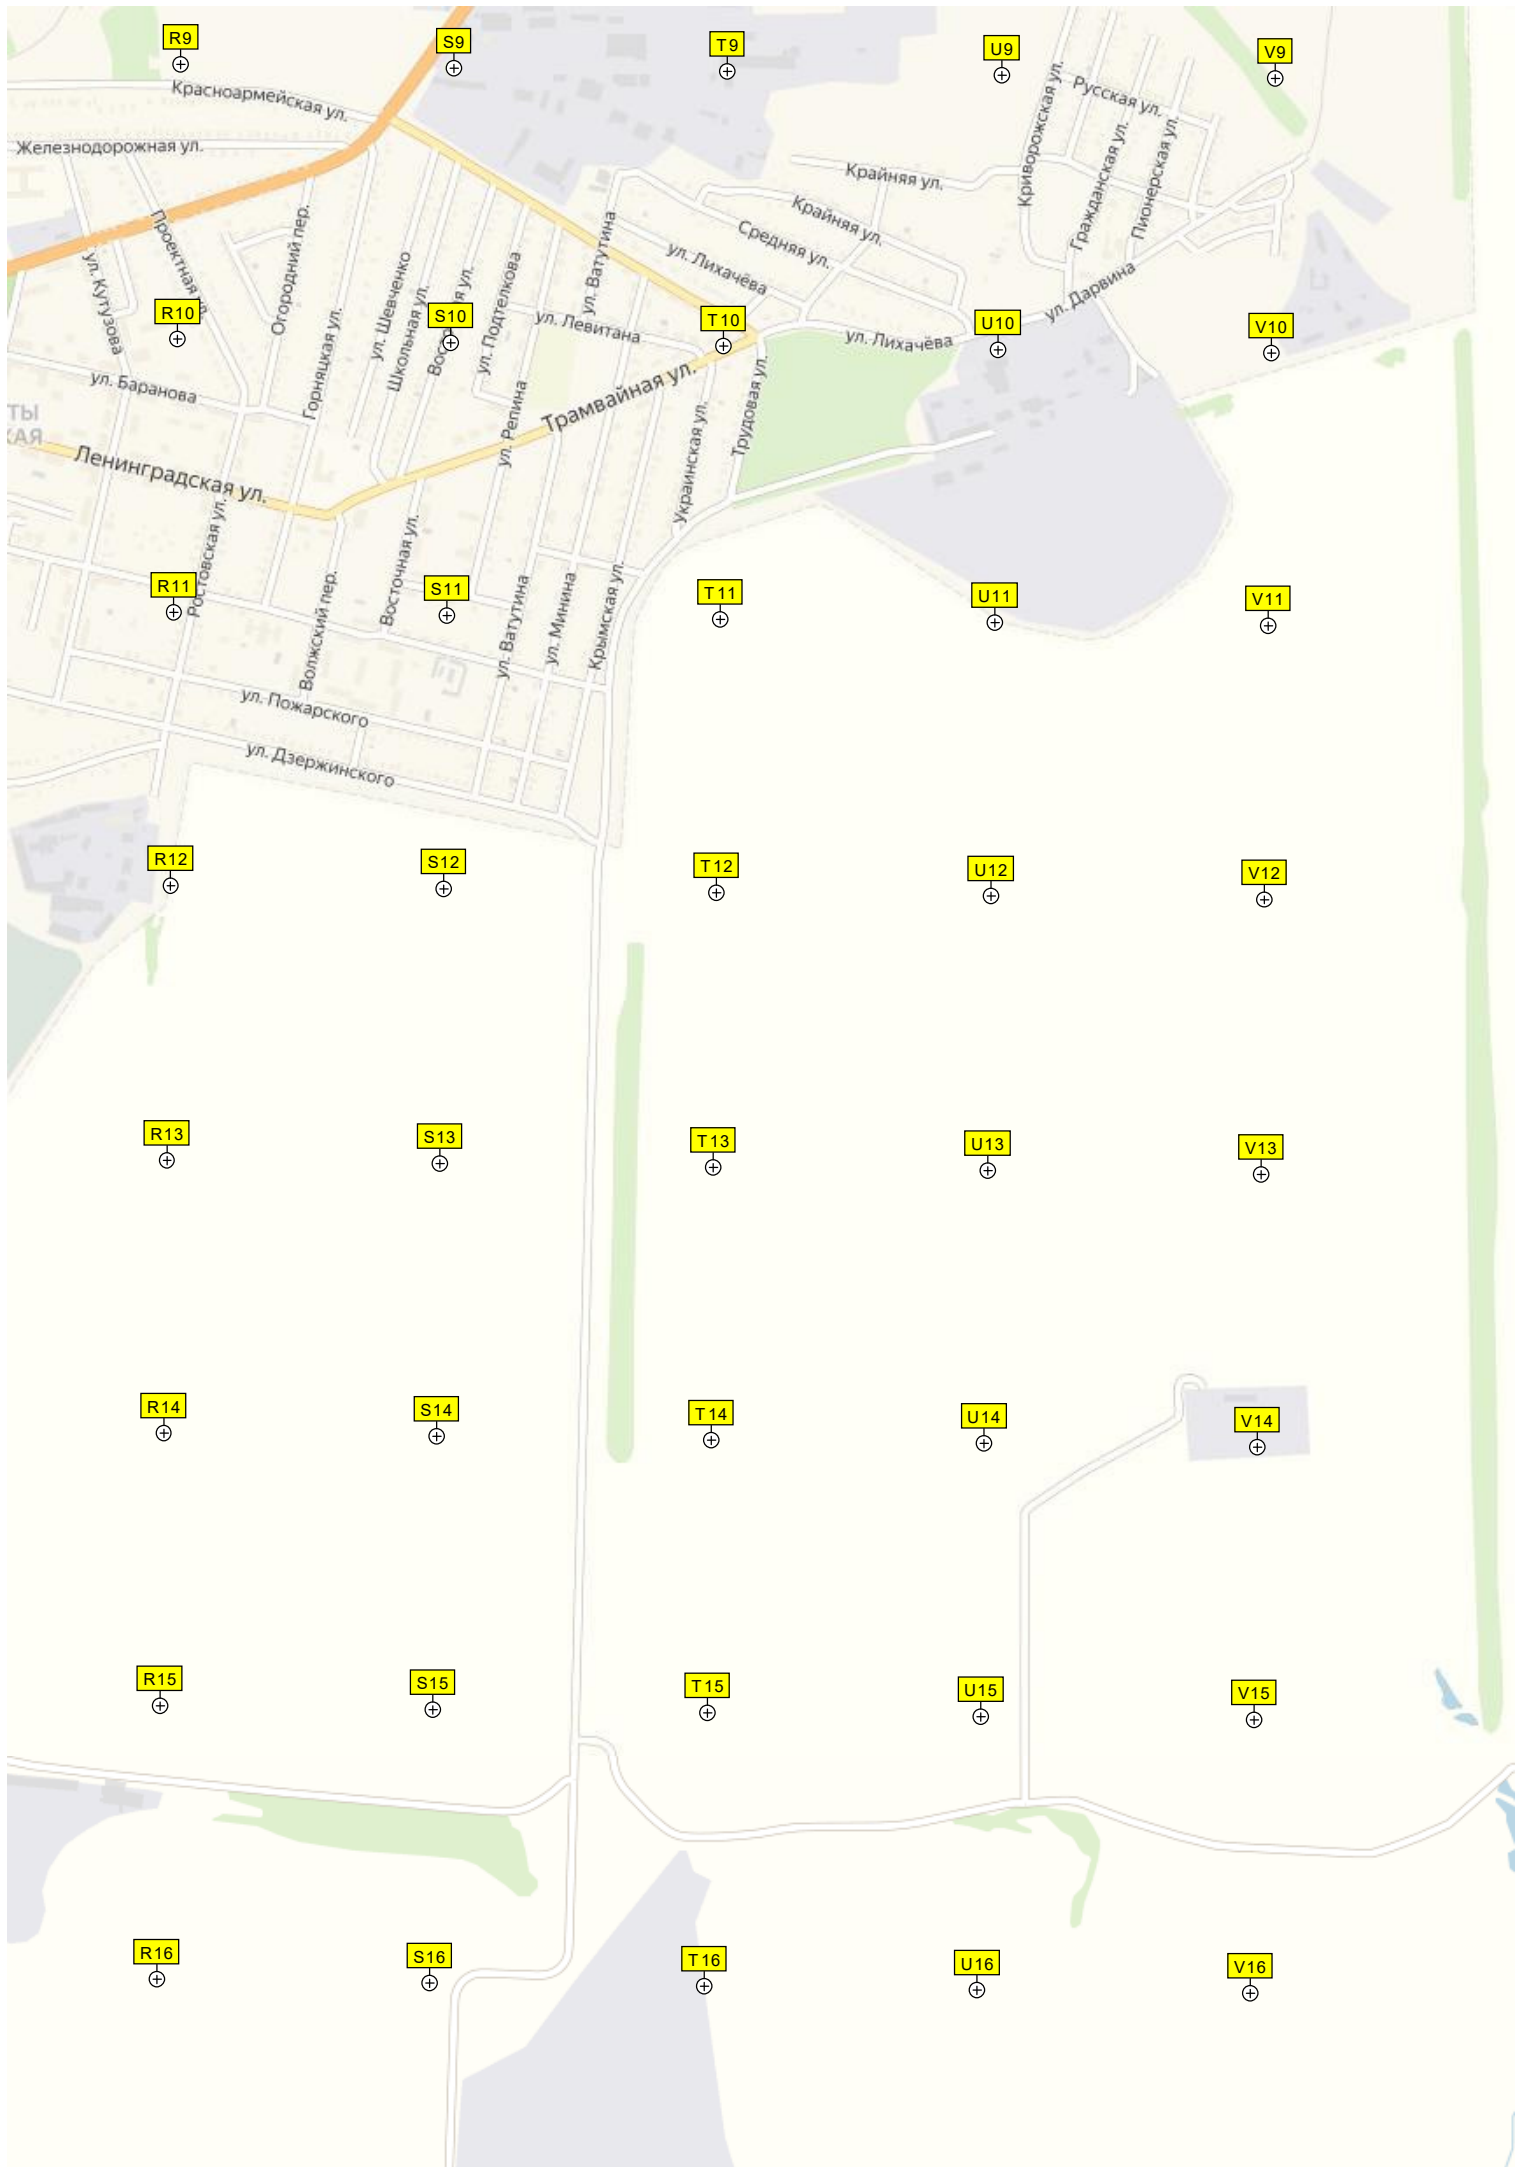 R9
S9
T9
U9
V9
Красноармейская ул.
Русская ул.
Криворожская ул.
Гражданская ул.
Пионерская ул.
Железнодорожная ул.
Крайняя ул.
Крайняя ул.
Средняя ул.
Проектная ул.
Огородний пер.
ул. Ватутина
ул. Лихачёва
ул. Кутузова
ул. Шевченко
Школьная ул.
ул. Подтелкова
ул. Дарвина
R10
S10
T10
U10
V10
Горняцкая ул.
ул. Левитана
ул. Лихачёва
ул. Баранова
Трамвайная ул.
Трудовая ул.
ул. Репина
Украинская ул.
ТЫ
КАЯ
Ленинградская ул.
Ростовская ул.
Восточная ул.
R11
S11
T11
U11
V11
Волжский пер.
ул. Ватутина
ул. Минина
Крымская ул.
ул. Пожарского
ул. Дзержинского
R12
S12
T12
U12
V12
R13
S13
T13
U13
V13
R14
S14
T14
U14
V14
R15
S15
T15
U15
V15
R16
S16
T16
U16
V16